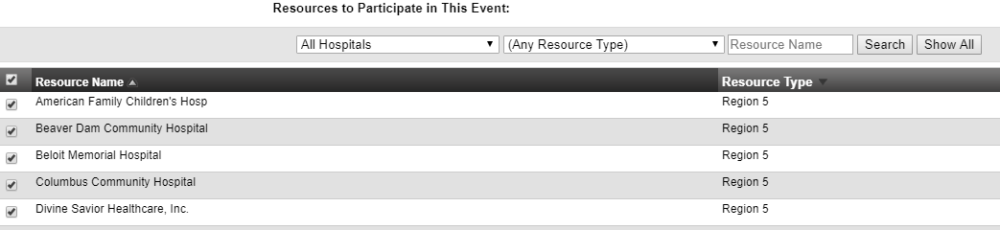 Resources to Participate in This Event:
All Hospitals (Any Resource Type) Resource Name Search Show All
Resource Name Resource Type
American Family Children's Hosp Region 5
Beaver Dam Community Hospital Region 5
Beloit Memorial Hospital Region 5
Columbus Community Hospital Region 5
Divine Savior Healthcare, Inc. Region 5